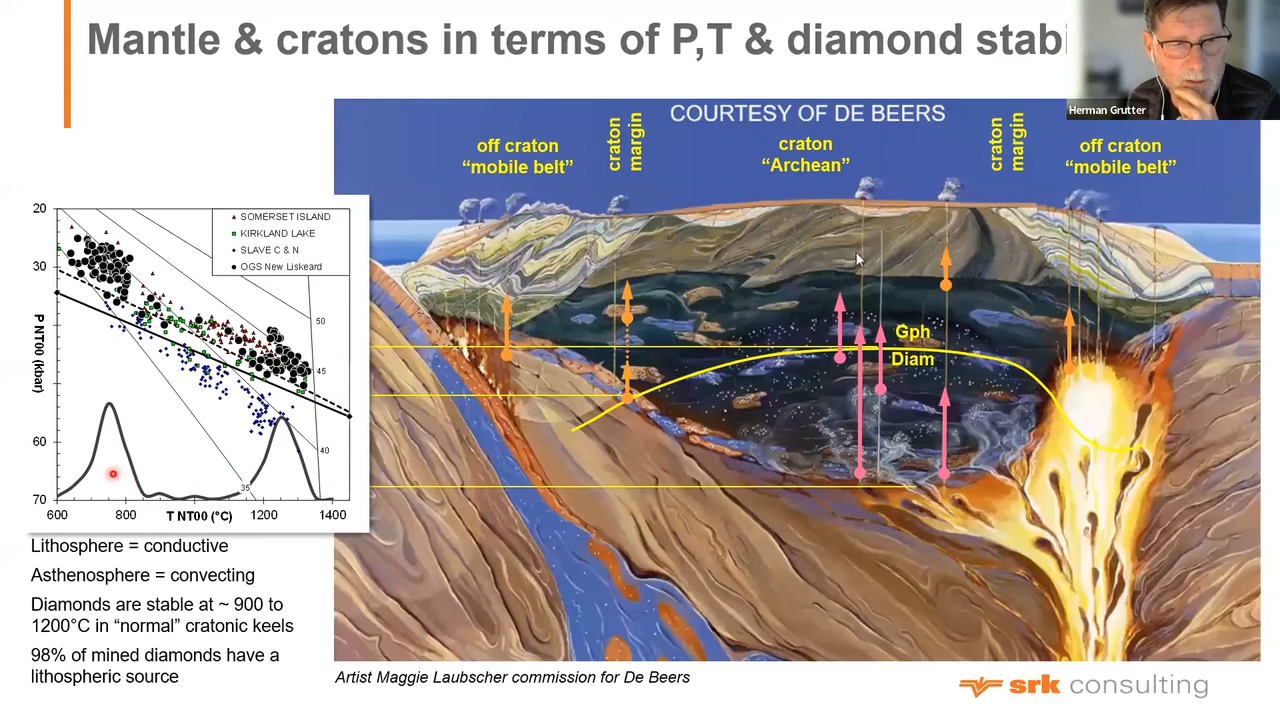 Mantle & cratons in terms of P,T & diamond stabi
Herman Grutter
COURTESY OF DE BEERS
off craton
“mobile belt”
craton
margin
craton
“Archean”
craton
margin
off craton
“mobile belt”
Gph
Diam
SOMERSET ISLAND
KIRKLAND LAKE
SLAVE C & N
OGS New Liskeard
P NT00 (kbar)
20
30
60
70
50
45
40
35
600
800
T NT00 (°C)
1200
1400
Lithosphere = conductive
Asthenosphere = convecting
Diamonds are stable at ~ 900 to
1200°C in “normal” cratonic keels
98% of mined diamonds have a
lithospheric source
Artist Maggie Laubscher commission for De Beers
srk consulting